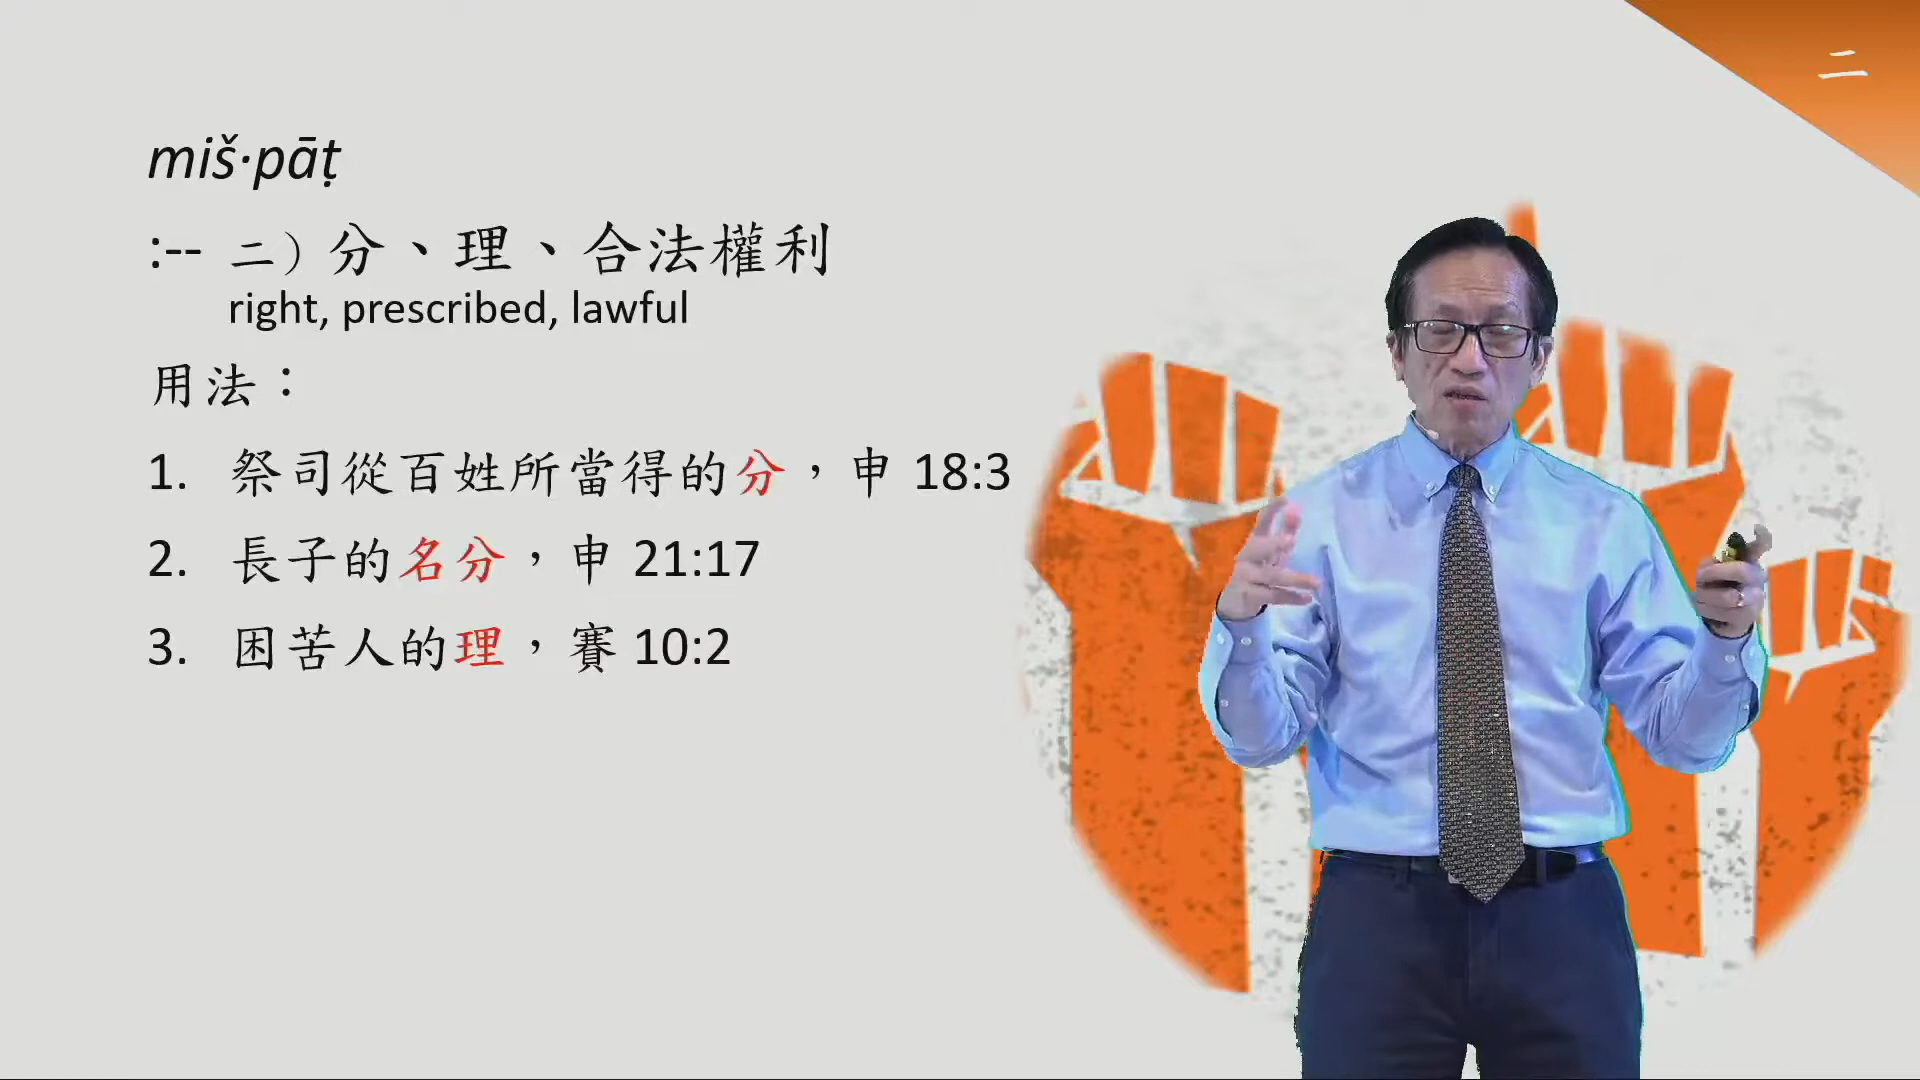 二
miš·pāṭ
:-- 二) 分、理、合法權利
right, prescribed, lawful
用法：
1. 祭司從百姓所當得的分，申 18:3
2. 長子的名分，申 21:17
3. 困苦人的理，賽 10:2